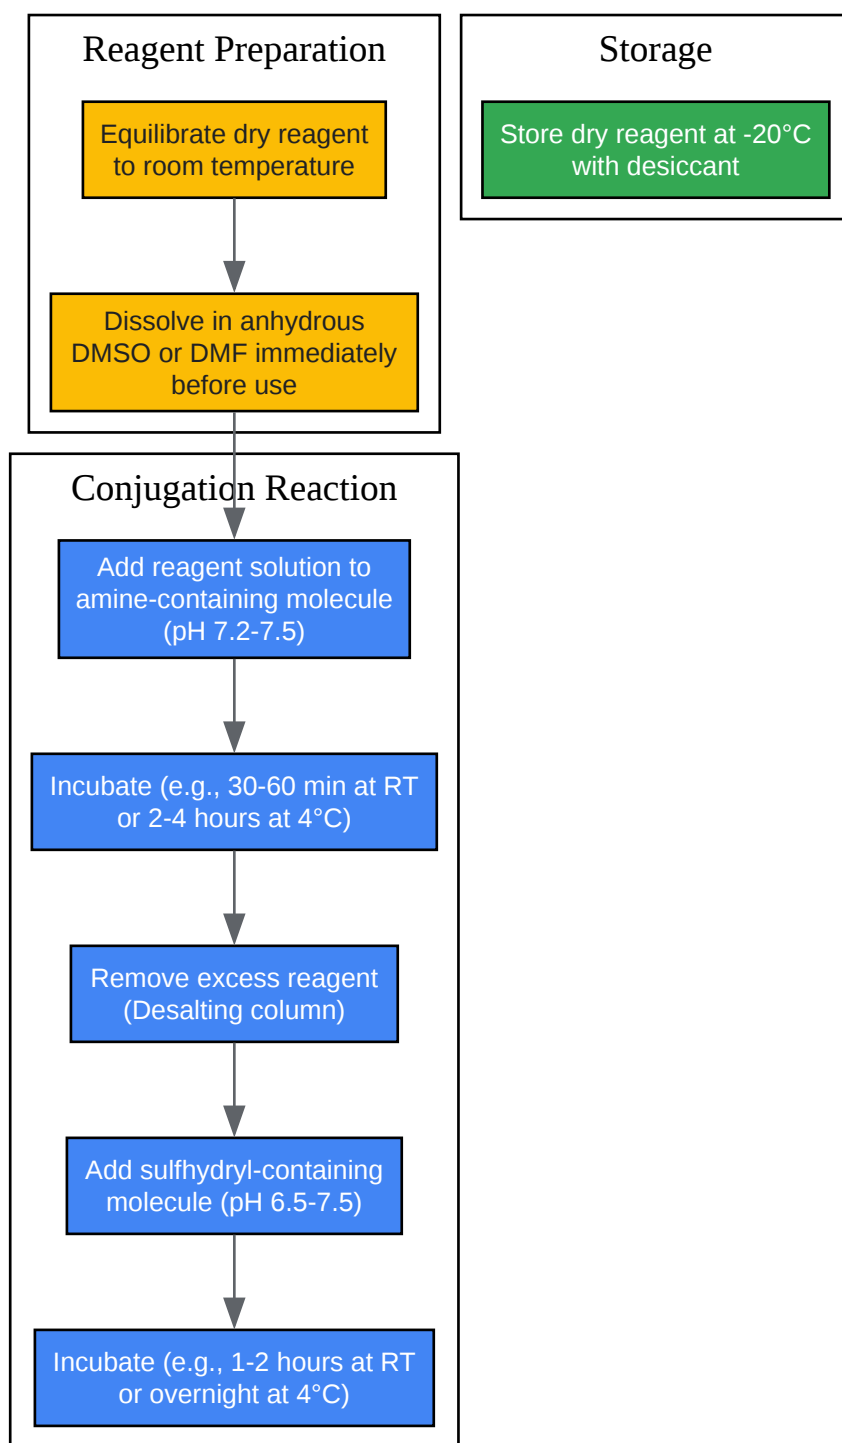 Reagent Preparation
Equilibrate dry reagent
to room temperature
Dissolve in anhydrous
DMSO or DMF immediately
before use
Storage
Store dry reagent at -20°C
with desiccant
Conjugation Reaction
Add reagent solution to
amine-containing molecule
(pH 7.2-7.5)
Incubate (e.g., 30-60 min at RT
or 2-4 hours at 4°C)
Remove excess reagent
(Desalting column)
Add sulfhydryl-containing
molecule (pH 6.5-7.5)
Incubate (e.g., 1-2 hours at RT
or overnight at 4°C)